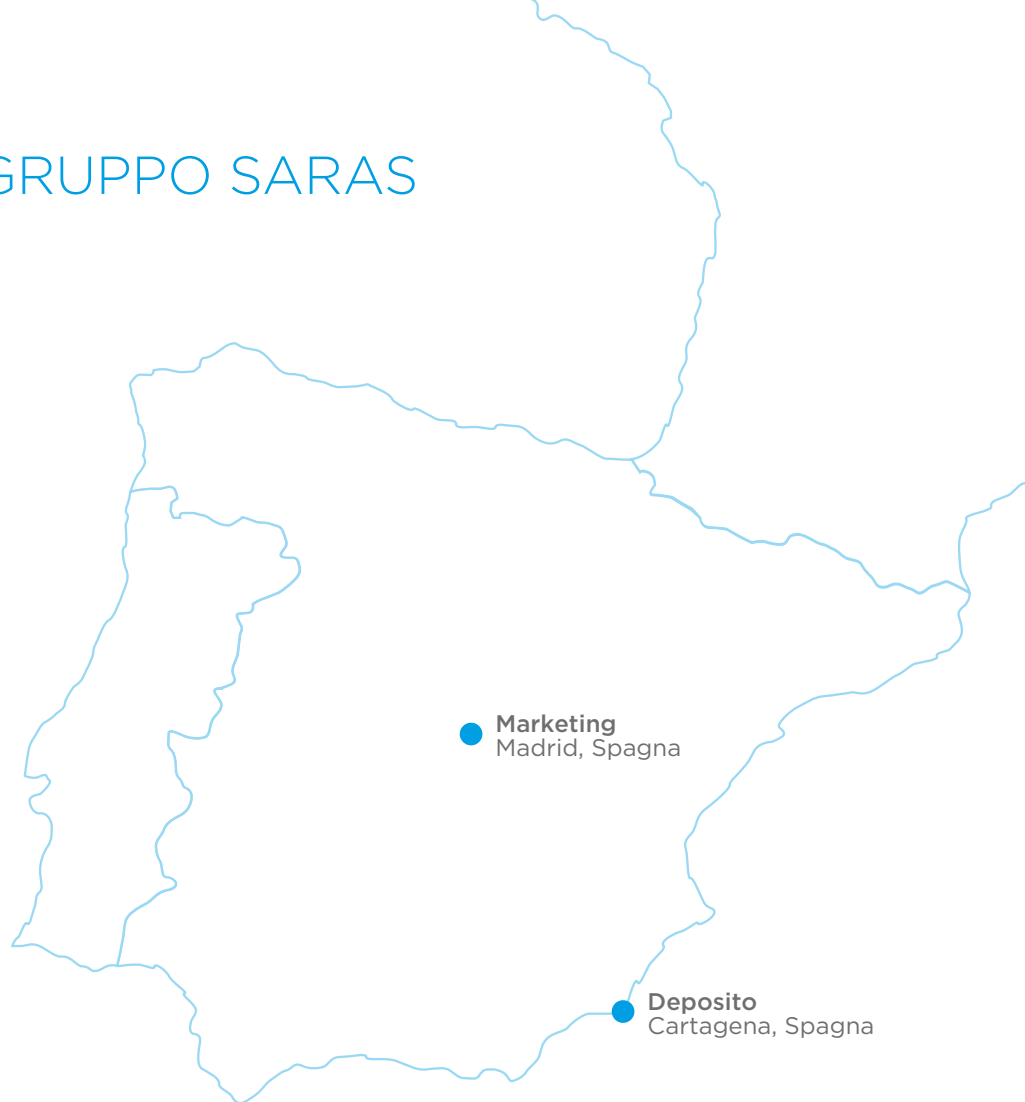 GRUPPO SARAS
Marketing
Madrid, Spagna
Deposito
Cartagena, Spagna